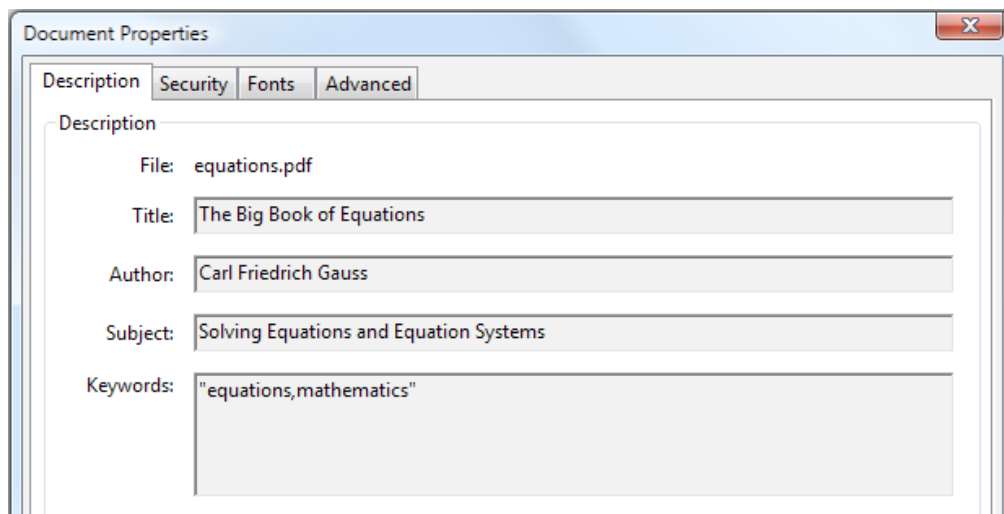 Document Properties
Description Security Fonts Advanced
Description
File: equations.pdf
Title: The Big Book of Equations
Author: Carl Friedrich Gauss
Subject: Solving Equations and Equation Systems
Keywords: "equations,mathematics"